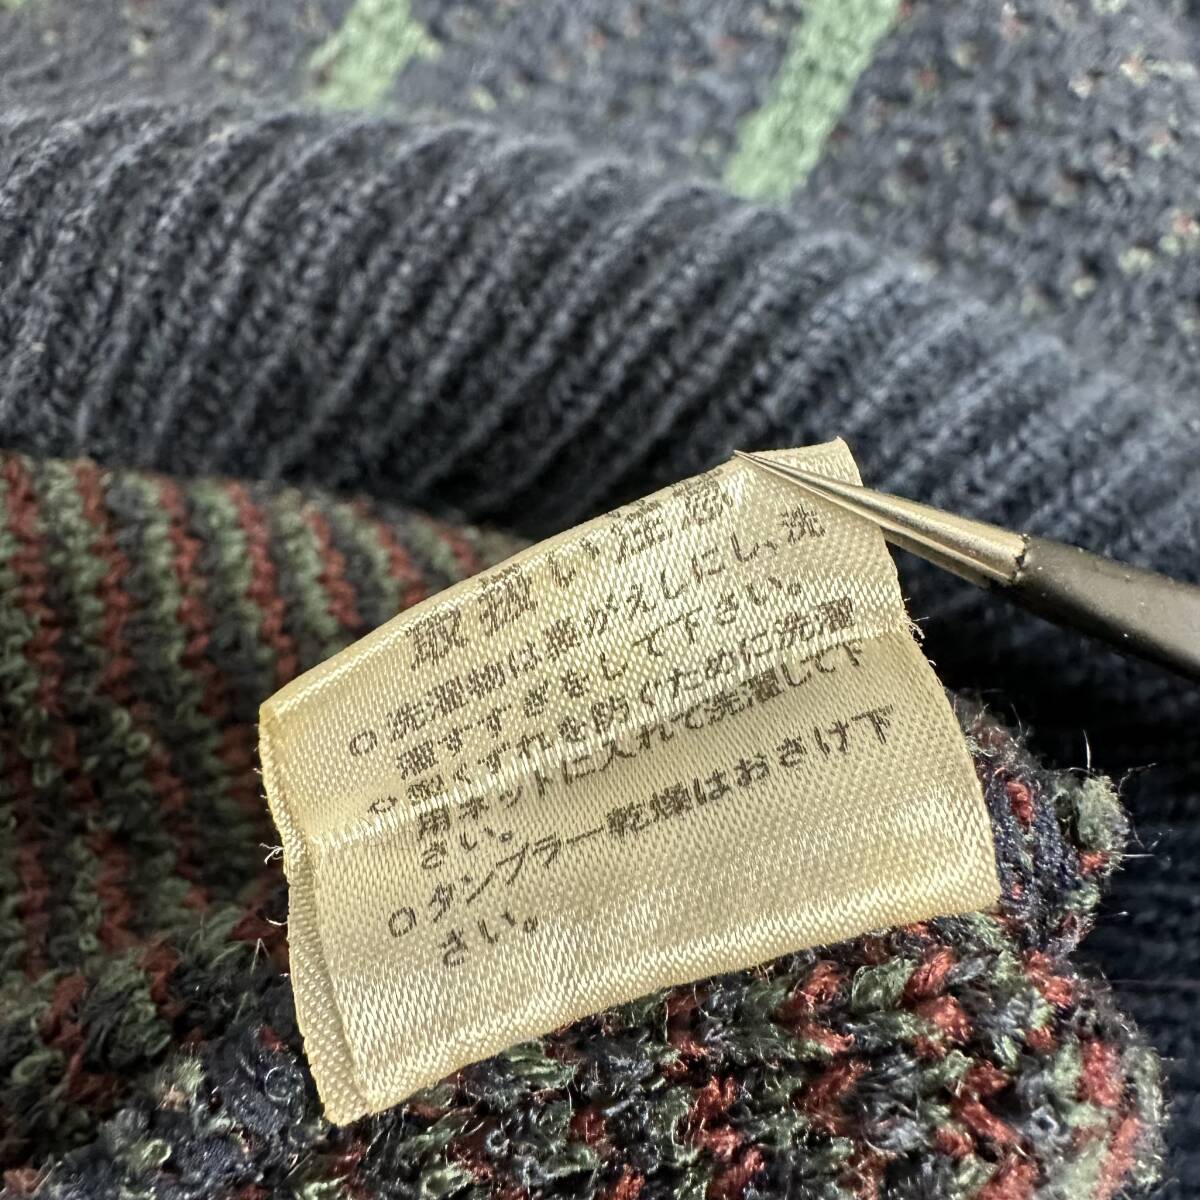 取扱い注意
○洗濯物は裏がえしにし、洗
濯すすぎをして下さい。
○型くずれを防ぐために洗濯
用ネットに入れて洗濯して下
さい。
○タンブラー乾燥はおさけ下
さい。